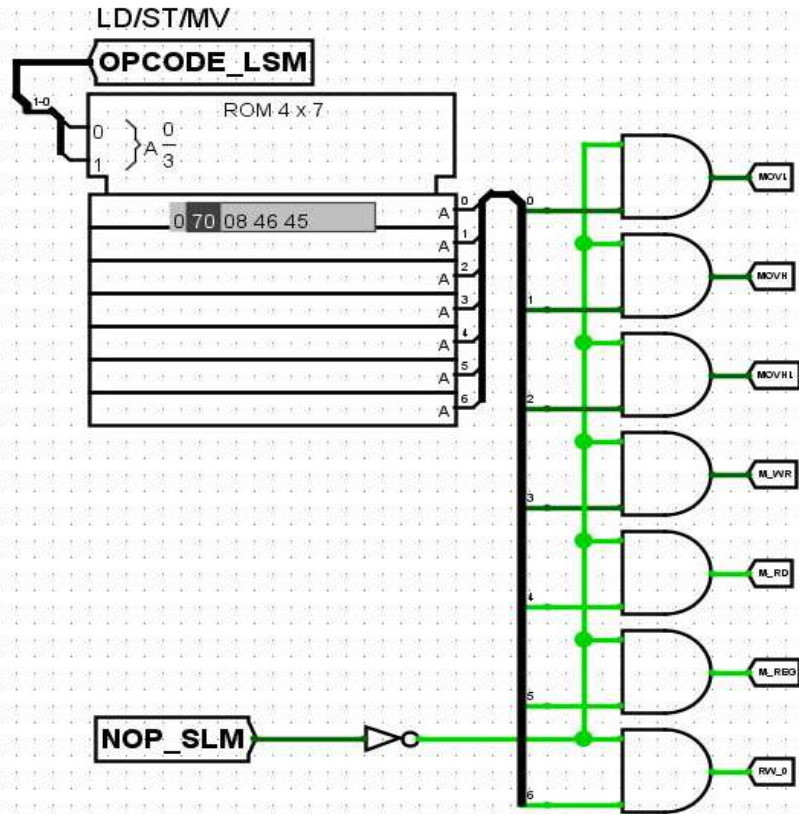 LD/ST/MV
OPCODE_LSM
1-0
ROM 4 x 7
0
1
A 0
3
0 70 08 46 45
A 0
A 1
A 2
A 3
A 4
A 5
A 6
0
1
2
3
4
5
6
MOVL
MOVH
MOVHL
M_WR
M_RD
M_REG
RW_0
NOP_SLM